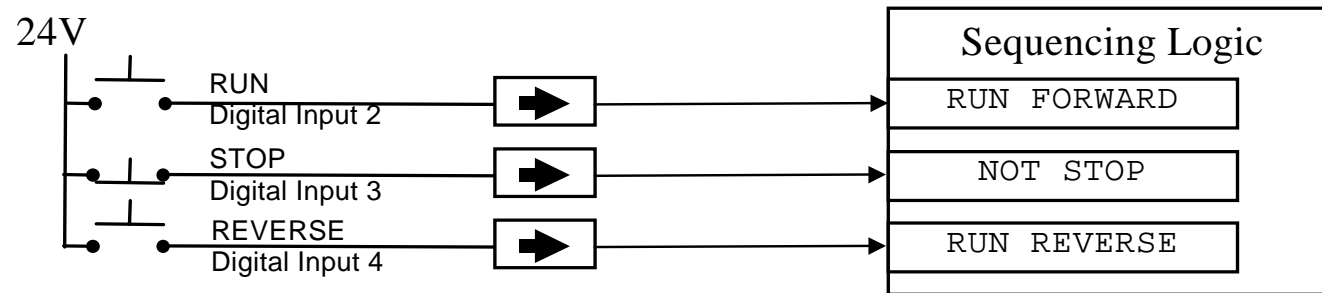 24V
Sequencing Logic
RUN
Digital Input 2
RUN FORWARD
STOP
Digital Input 3
NOT STOP
REVERSE
Digital Input 4
RUN REVERSE